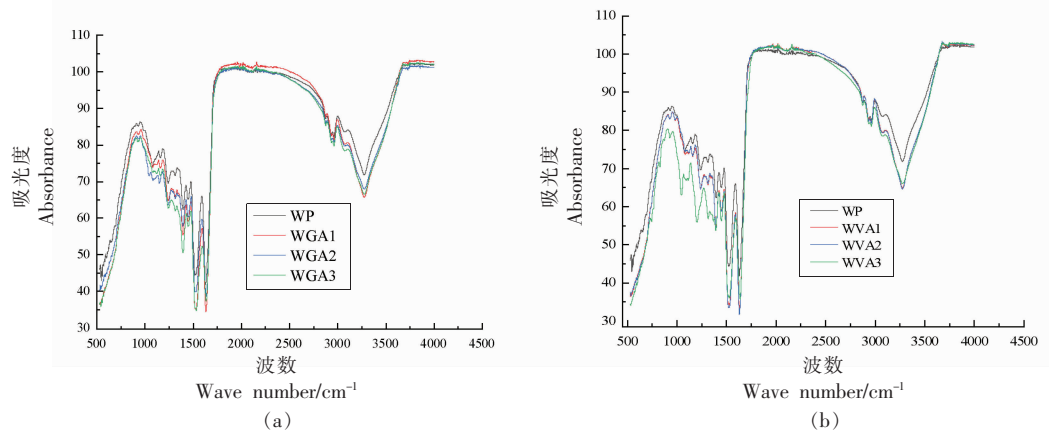 (a)
110
100
90
80
70
60
50
40
30
吸光度
Absorbance
WP
WGA1
WGA2
WGA3
500 1000 1500 2000 2500 3000 3500 4000 4500
波数
Wave number/cm⁻¹
(a)
110
100
90
80
70
60
50
40
30
吸光度
Absorbance
WP
WVA1
WVA2
WVA3
500 1000 1500 2000 2500 3000 3500 4000 4500
波数
Wave number/cm⁻¹
(b)